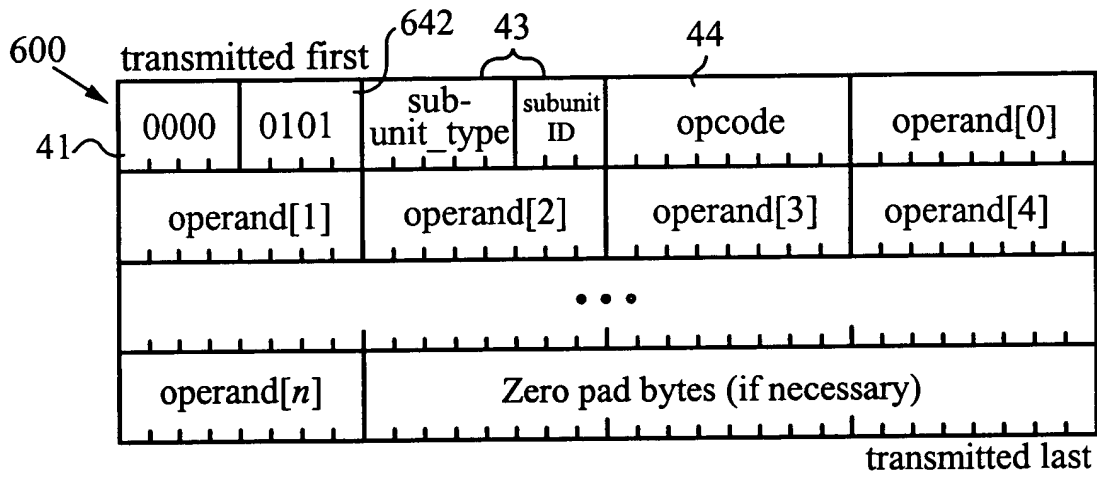 600
transmitted first
642
43
44
41
0000
0101
sub-
unit_type
subunit
ID
opcode
operand[0]
operand[1]
operand[2]
operand[3]
operand[4]
•••
operand[n]
Zero pad bytes (if necessary)
transmitted last